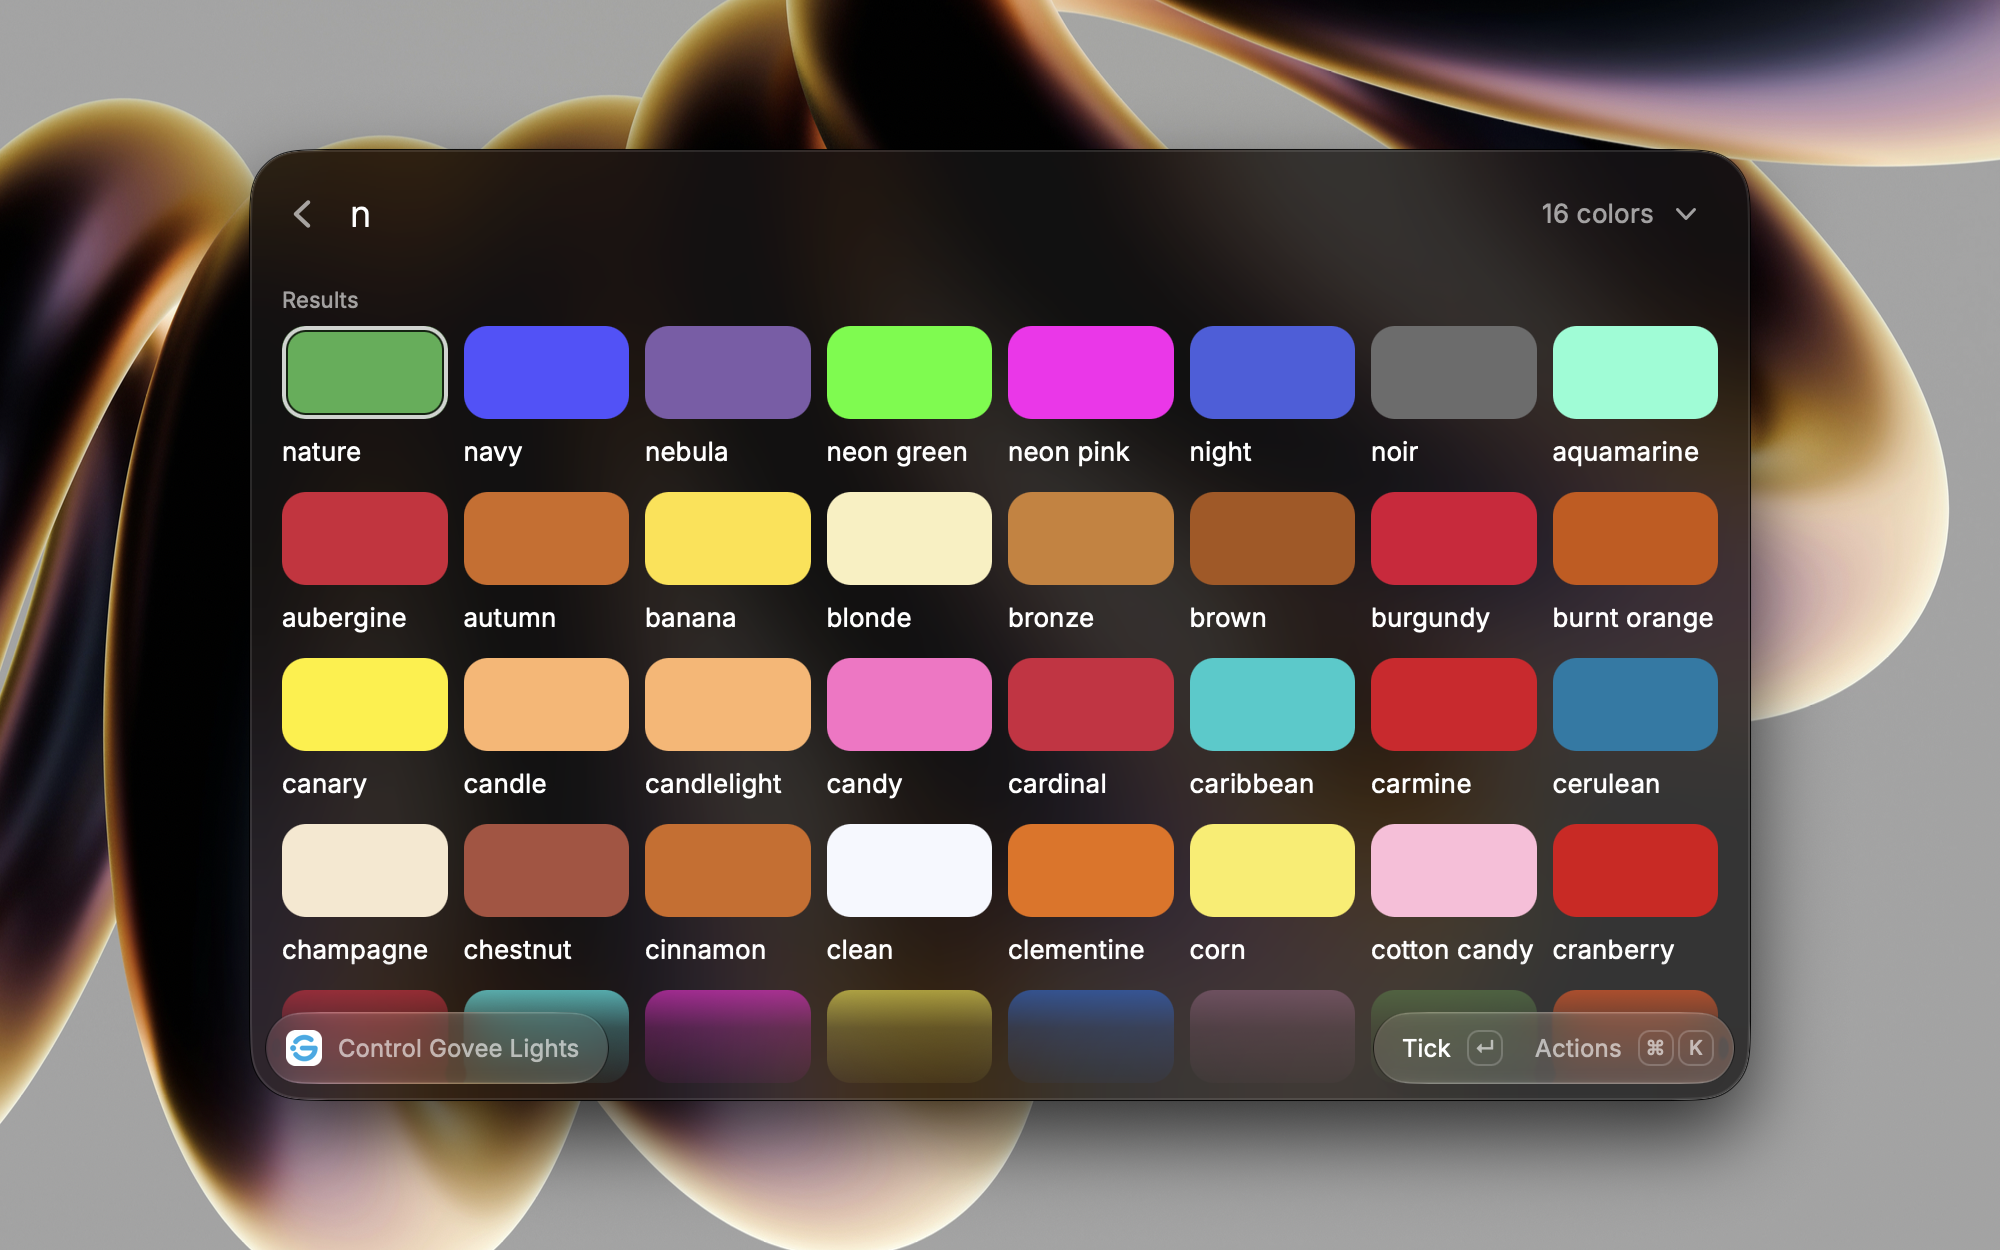 n
16 colors
Results
nature navy nebula neon green neon pink night noir aquamarine
aubergine autumn banana blonde bronze brown burgundy burnt orange
canary candle candlelight candy cardinal caribbean carmine cerulean
champagne chestnut cinnamon clean clementine corn cotton candy cranberry
Control Govee Lights Tick ↵ Actions ⌘ K